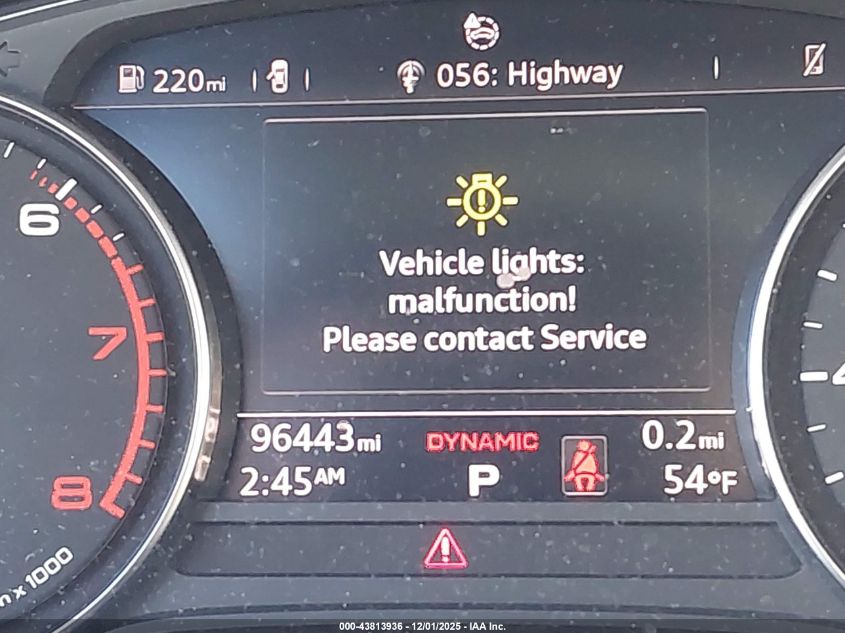 220mi
056: Highway
Vehicle lights:
malfunction!
Please contact Service
96443mi
DYNAMIC
0.2mi
2:45AM
P
54°F
6
7
8
x 1000
000-43813936 - 12/01/2025 - IAA Inc.